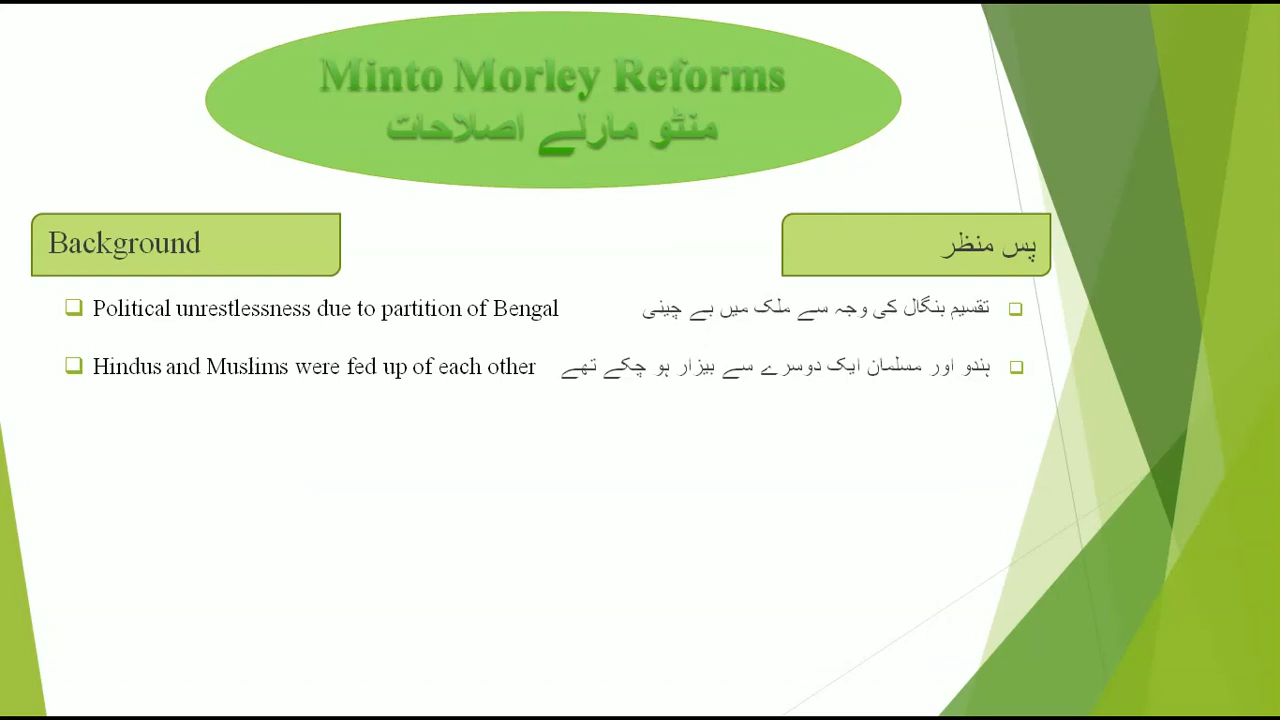 Minto Morley Reforms
منٹو مارلے اصلاحات
Background
پس منظر
Political unrestlessness due to partition of Bengal
تقسیم بنگال کی وجہ سے ملک میں بے چینی
Hindus and Muslims were fed up of each other
ہندو اور مسلمان ایک دوسرے سے بیزار ہو چکے تھے